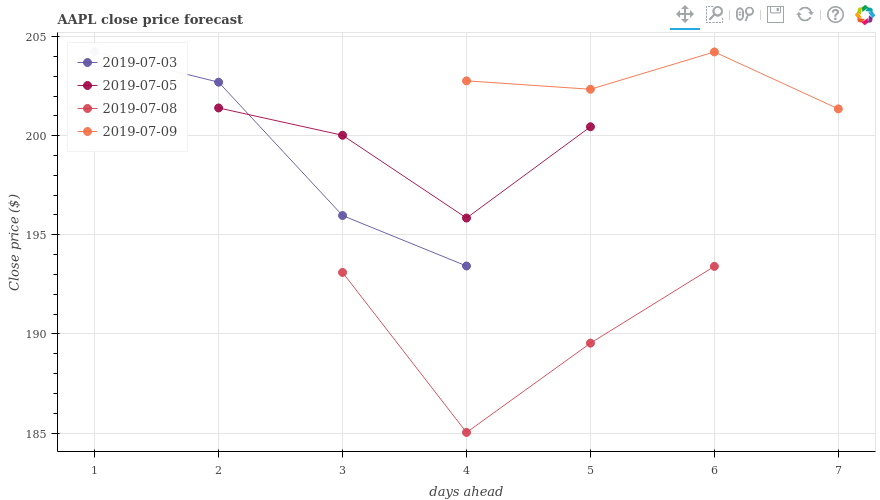 AAPL close price forecast
205
200
195
190
185
Close price ($)
2019-07-03
2019-07-05
2019-07-08
2019-07-09
1 2 3 4 5 6 7
days ahead